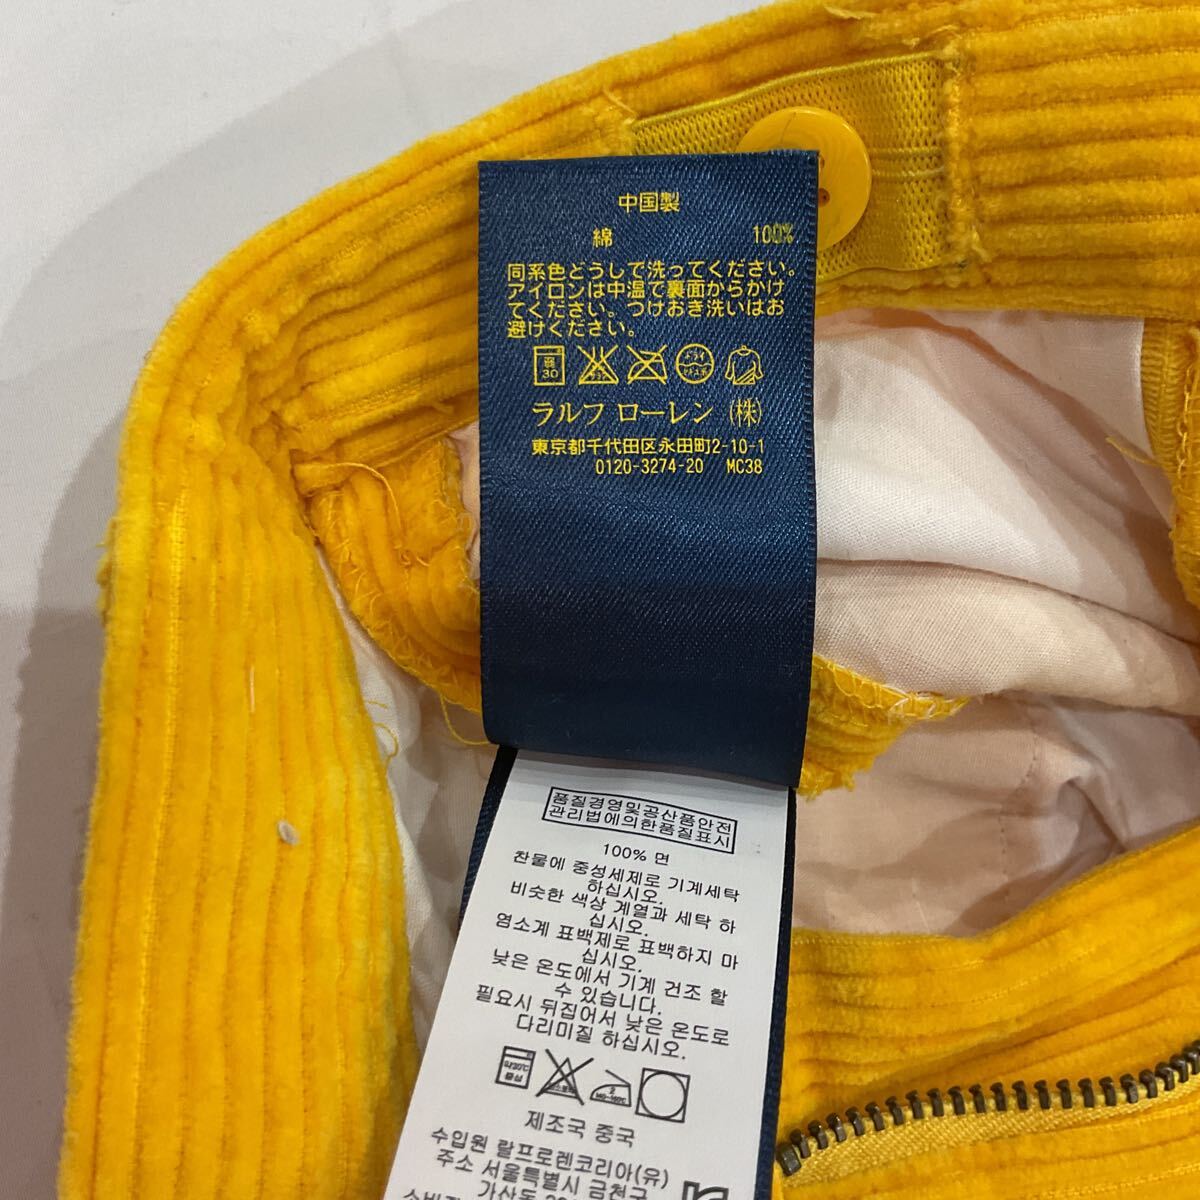 中国製
綿 100%
同系色どうしで洗ってください。
アイロンは中温で裏面からかけ
てください。つけおき洗いはお
避けください。
弱
30
ドライ
ラルフ ローレン (株)
東京都千代田区永田町2-10-1
0120-3274-20 MC38
품질경영및공산품안전
관리법에의한품질표시
100% 면
찬물에 중성세제로 기계세탁
하십시오.
비슷한 색상 계열과 세탁 하
십시오.
염소계 표백제로 표백하지 마
십시오.
낮은 온도에서 기계 건조 할
수 있습니다.
필요시 뒤집어서 낮은 온도로
다리미질 하십시오.
약30℃
중성
제조국 중국
수입원 랄프로렌코리아(유)
주소 서울특별시 금천구
가산동